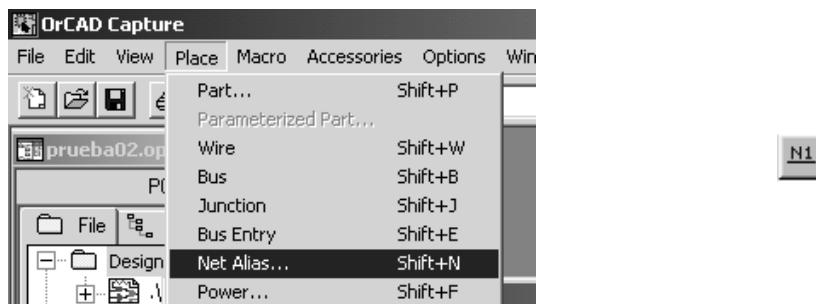 OrCAD Capture
File Edit View Place Macro Accessories Options Win
Part... Shift+P
Parameterized Part...
prueba02.op Wire Shift+W
Bus Shift+B
Junction Shift+J
File Bus Entry Shift+E
Design Net Alias... Shift+N
.\ Power... Shift+F
N1